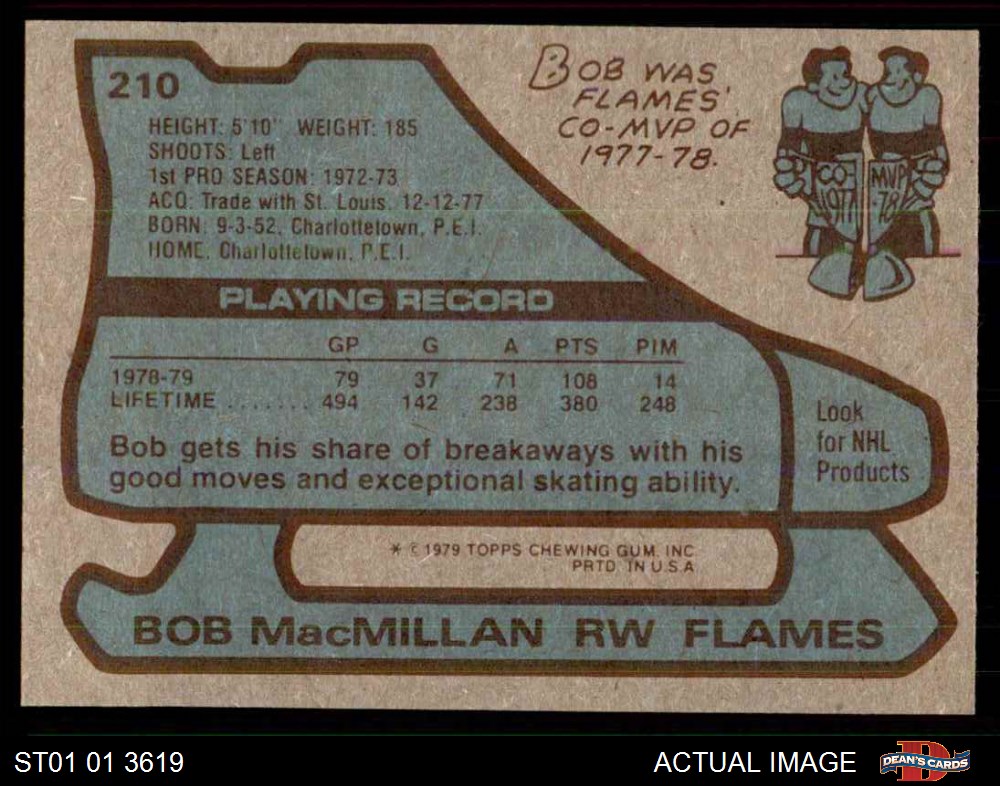 210
HEIGHT: 5'10" WEIGHT: 185
SHOOTS: Left
1st PRO SEASON: 1972-73
ACQ: Trade with St. Louis, 12-12-77
BORN: 9-3-52, Charlottetown, P.E.I.
HOME: Charlottetown, P.E.I.
BOB WAS
FLAMES'
CO-MVP OF
1977-78.
CO- MVP
1977 -78
PLAYING RECORD
GP G A PTS PIM
1978-79 79 37 71 108 14
LIFETIME ....... 494 142 238 380 248
Bob gets his share of breakaways with his
good moves and exceptional skating ability.
Look
for NHL
Products
* © 1979 TOPPS CHEWING GUM, INC
PRTD. IN U.S.A
BOB MacMILLAN RW FLAMES
ST01 01 3619
ACTUAL IMAGE
DEAN'S CARDS